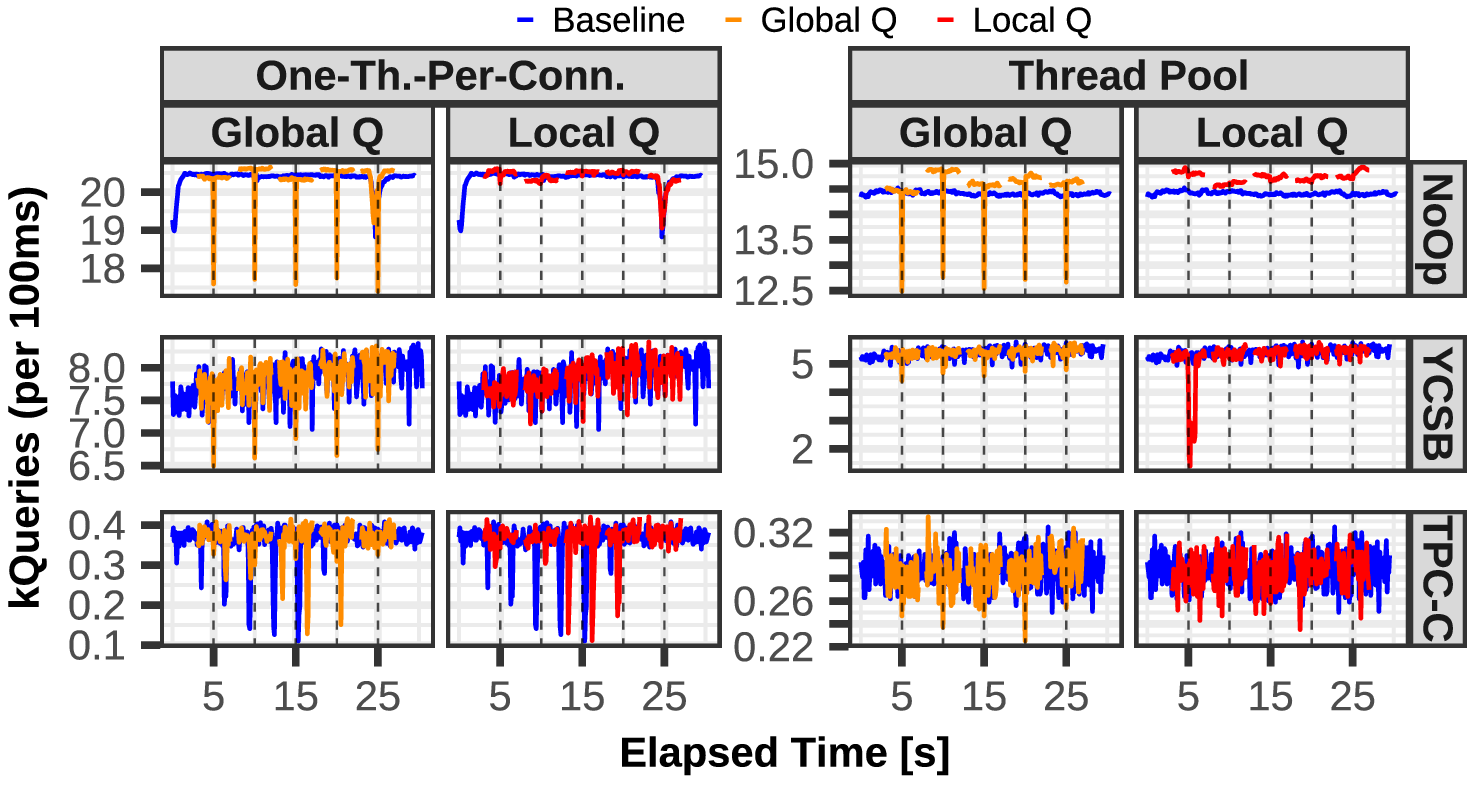 Baseline Global Q Local Q
One-Th.-Per-Conn. Thread Pool
Global Q Local Q Global Q Local Q
kQueries (per 100ms)
20
19
18
15.0
13.5
12.5
NoOp
8.0
7.5
7.0
6.5
5
2
YCSB
0.4
0.3
0.2
0.1
0.32
0.26
0.22
TPC-C
5 15 25 5 15 25 5 15 25 5 15 25
Elapsed Time [s]